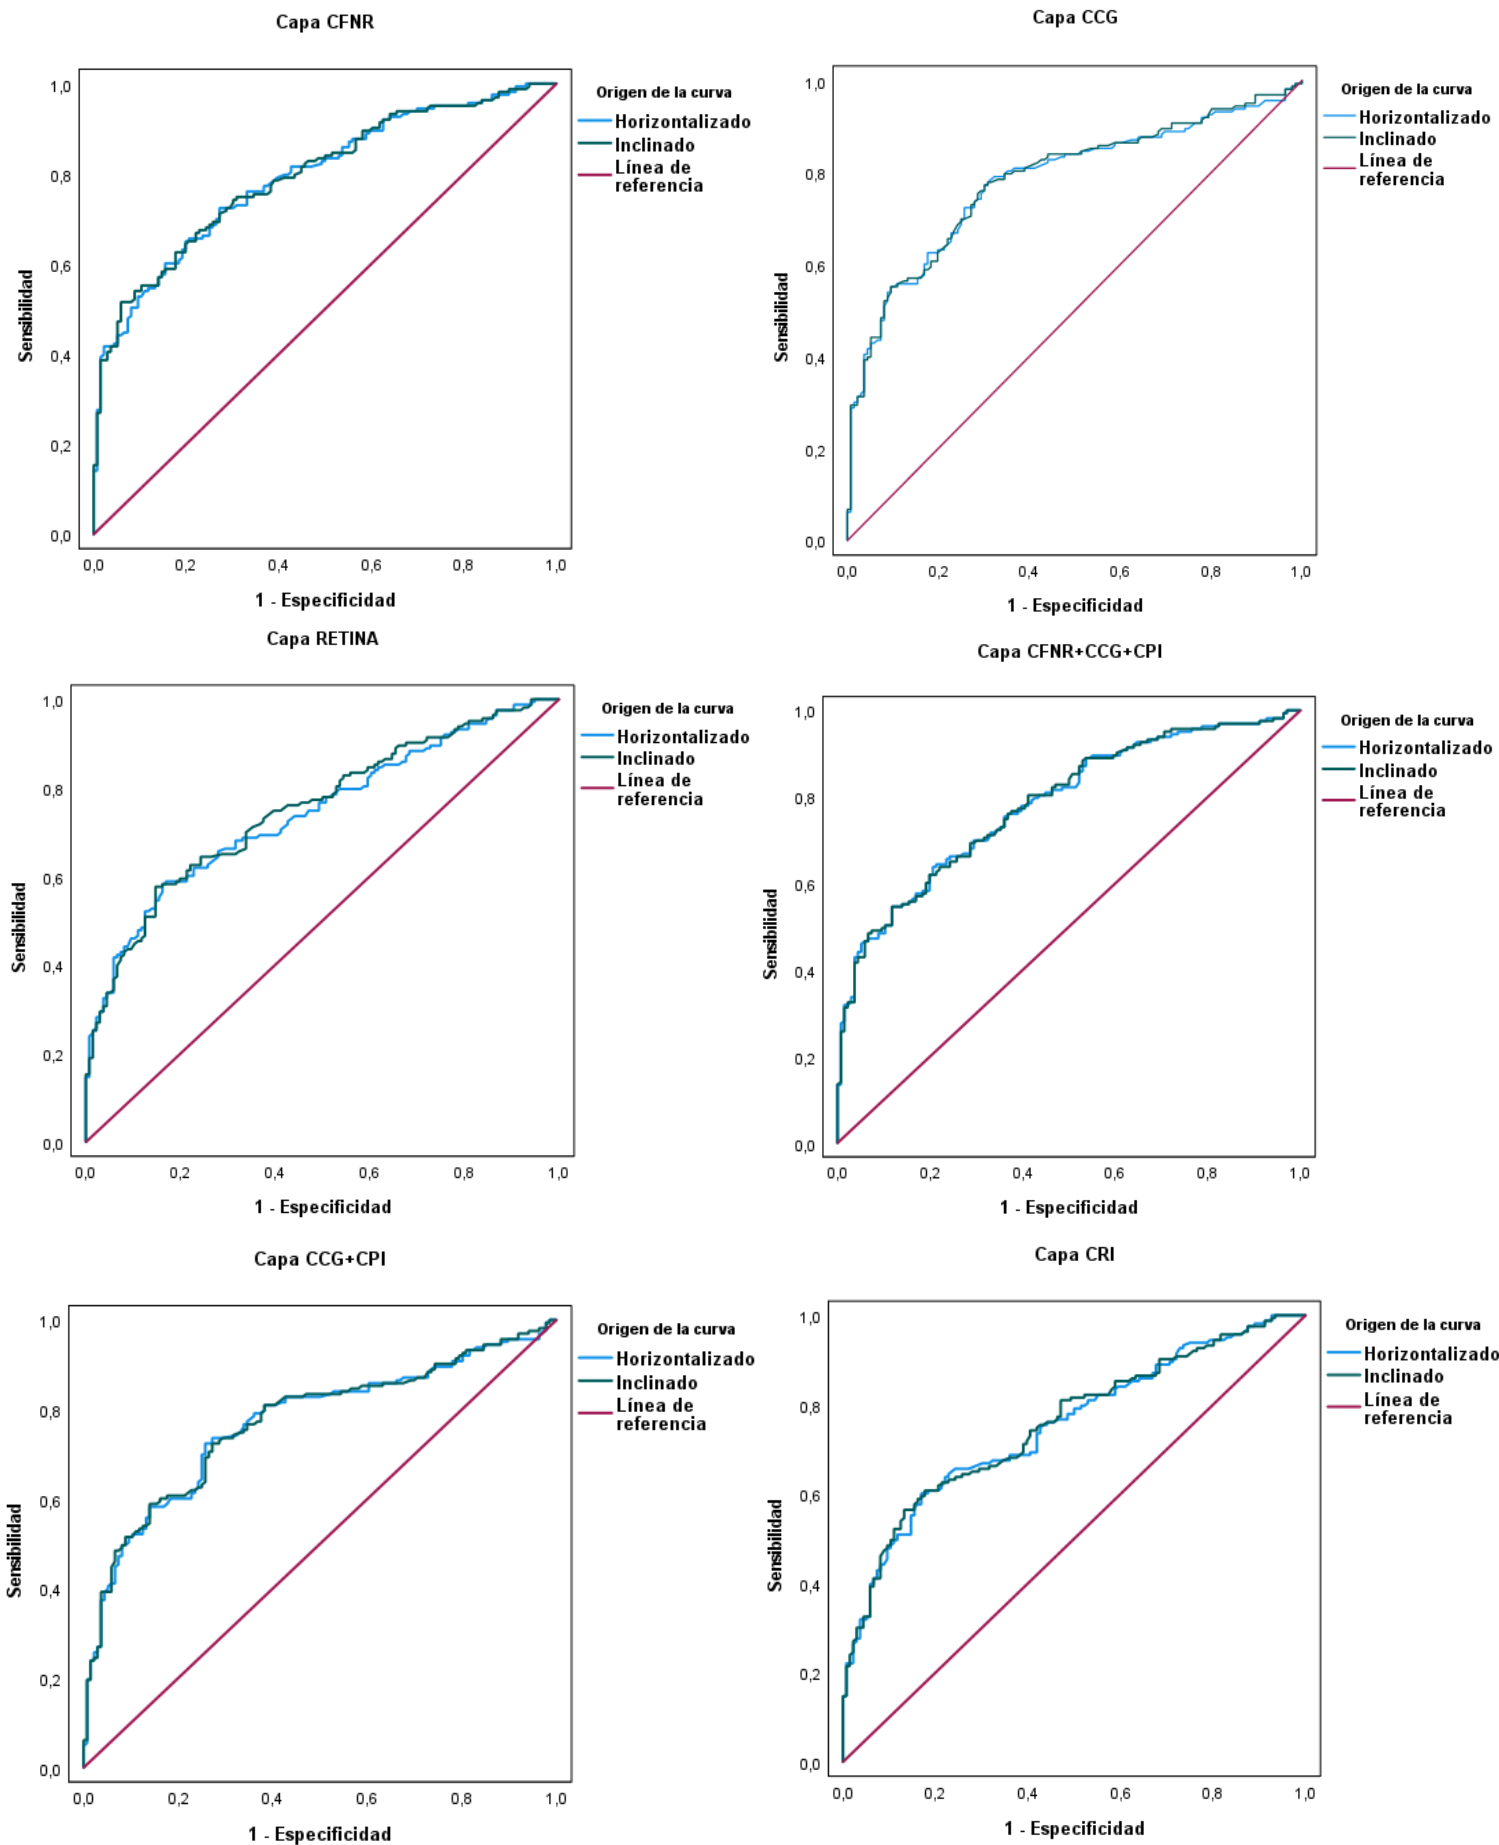 Capa CFNR
1,0
0,8
0,6
0,4
0,2
0,0
Sensibilidad
0,0 0,2 0,4 0,6 0,8 1,0
1 - Especificidad
Origen de la curva
Horizontalizado
Inclinado
Línea de
referencia
Capa CCG
1,0
0,8
0,6
0,4
0,2
0,0
Sensibilidad
0,0 0,2 0,4 0,6 0,8 1,0
1 - Especificidad
Origen de la curva
Horizontalizado
Inclinado
Línea de
referencia
Capa RETINA
1,0
0,8
0,6
0,4
0,2
0,0
Sensibilidad
0,0 0,2 0,4 0,6 0,8 1,0
1 - Especificidad
Origen de la curva
Horizontalizado
Inclinado
Línea de
referencia
Capa CFNR+CCG+CPI
1,0
0,8
0,6
0,4
0,2
0,0
Sensibilidad
0,0 0,2 0,4 0,6 0,8 1,0
1 - Especificidad
Origen de la curva
Horizontalizado
Inclinado
Línea de
referencia
Capa CCG+CPI
1,0
0,8
0,6
0,4
0,2
0,0
Sensibilidad
0,0 0,2 0,4 0,6 0,8 1,0
1 - Especificidad
Origen de la curva
Horizontalizado
Inclinado
Línea de
referencia
Capa CRI
1,0
0,8
0,6
0,4
0,2
0,0
Sensibilidad
0,0 0,2 0,4 0,6 0,8 1,0
1 - Especificidad
Origen de la curva
Horizontalizado
Inclinado
Línea de
referencia